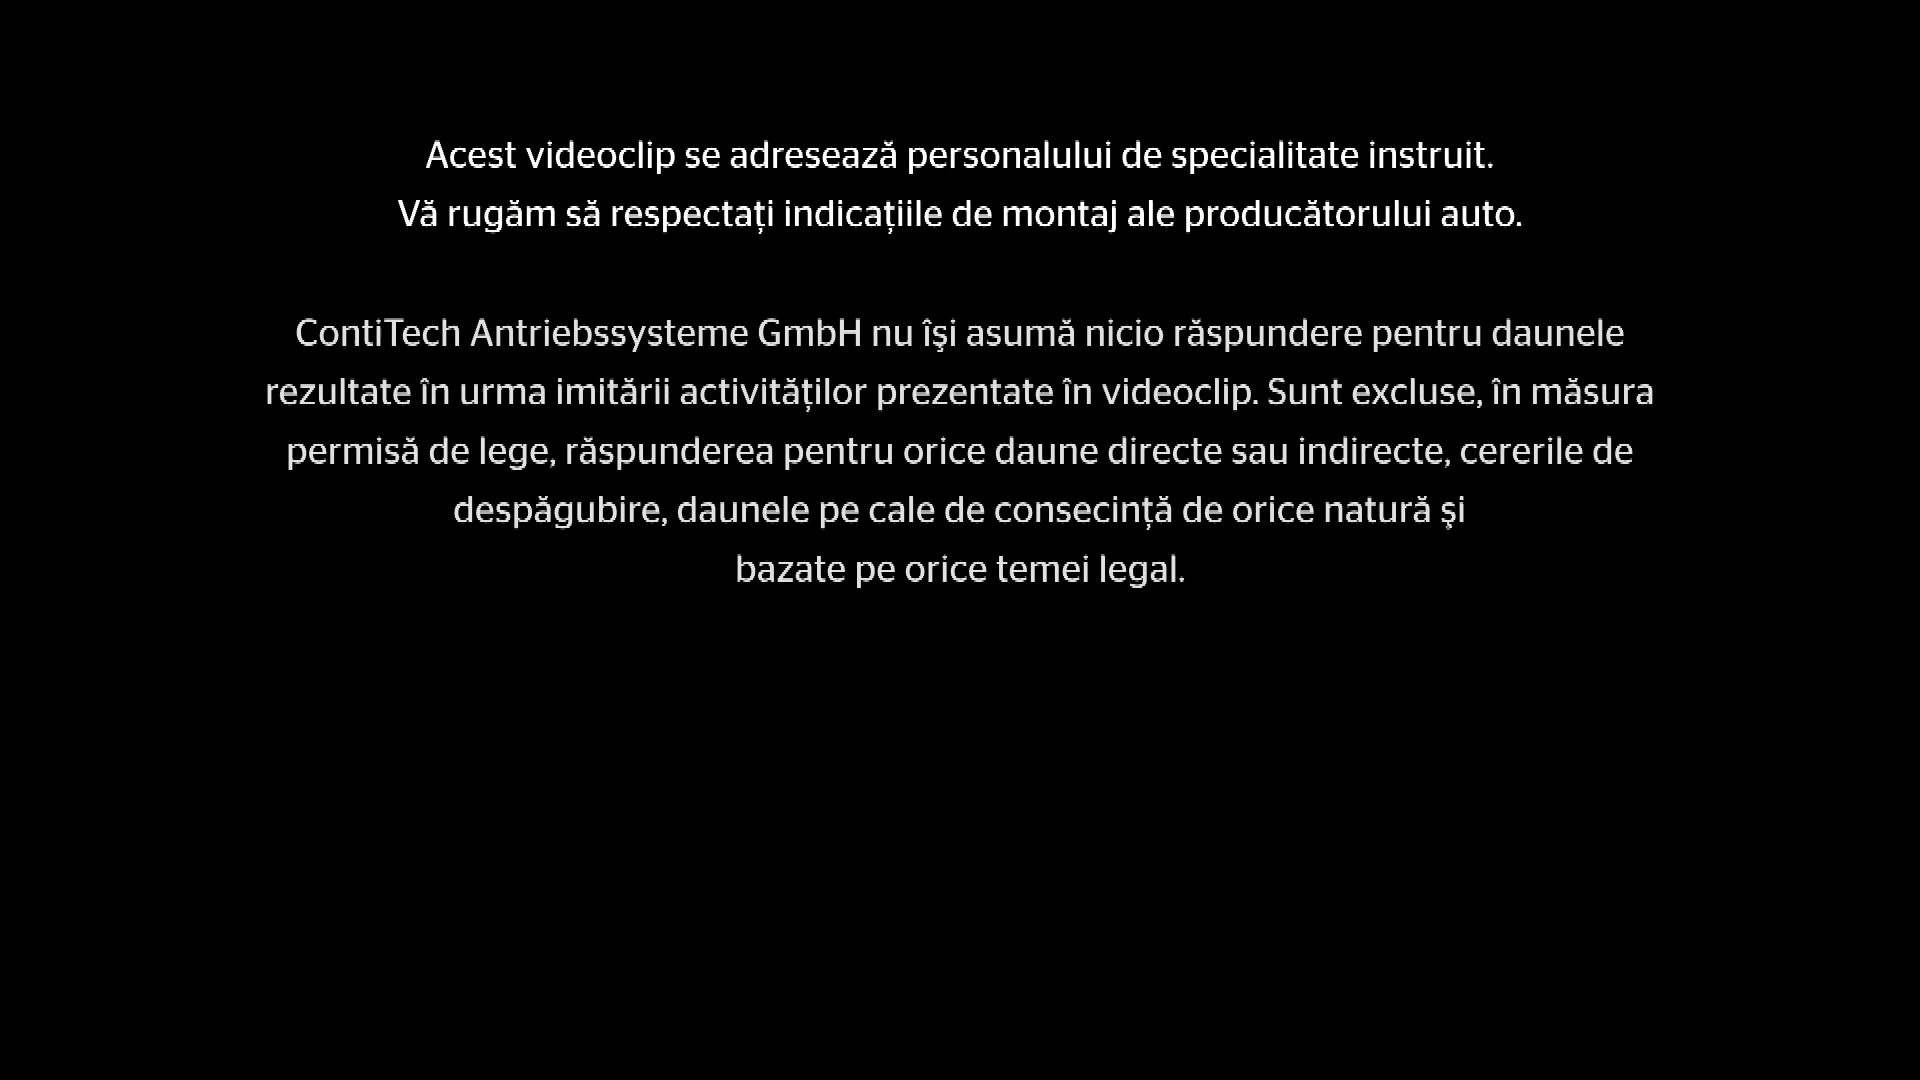 Acest videoclip se adresează personalului de specialitate instruit.
Vă rugăm să respectați indicațiile de montaj ale producătorului auto.
ContiTech Antriebssysteme GmbH nu îşi asumă nicio răspundere pentru daunele
rezultate în urma imitării activităților prezentate în videoclip. Sunt excluse, în măsura
permisă de lege, răspunderea pentru orice daune directe sau indirecte, cererile de
despăgubire, daunele pe cale de consecință de orice natură şi
bazate pe orice temei legal.